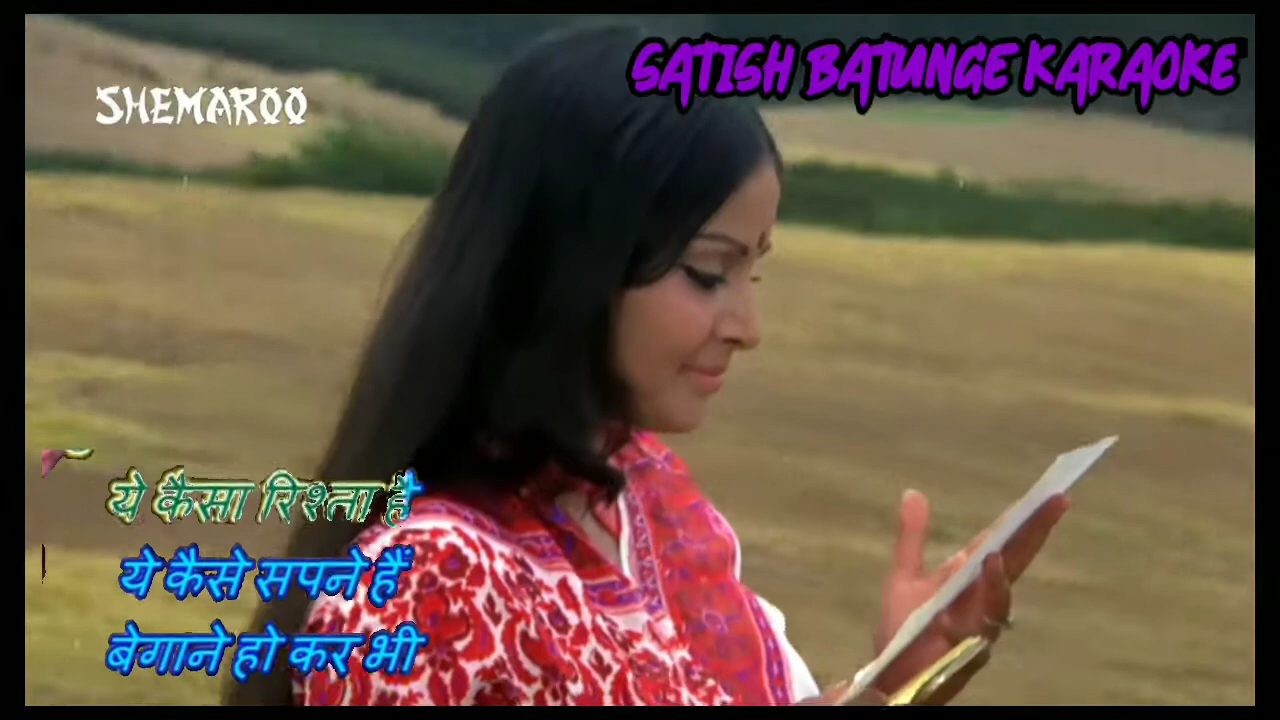 SATISH BATUNGE KARAOKE
SHEMAROO
ये कैसा रिश्ता है
ये कैसे सपने हैं
बेगाने हो कर भी